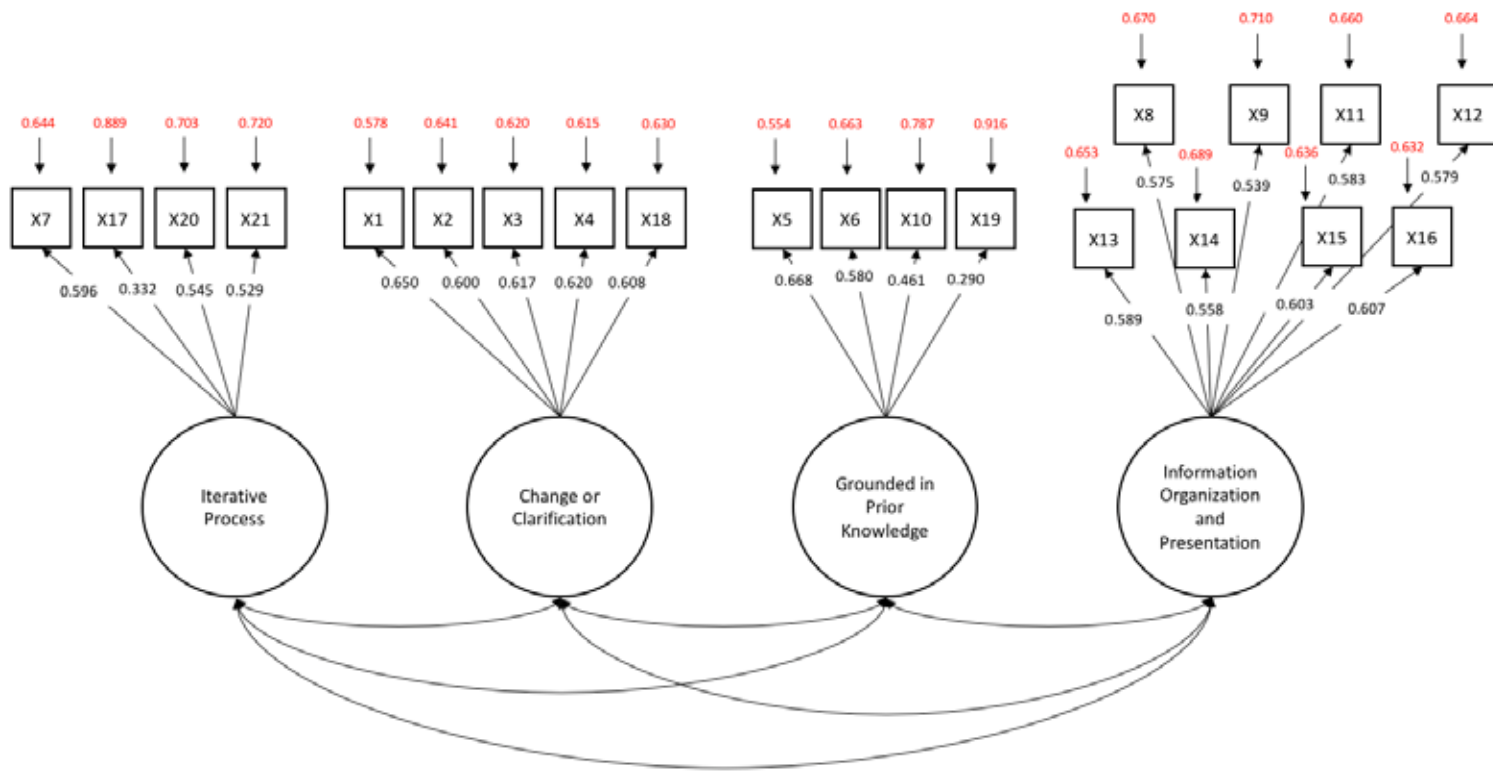 0.670 0.710 0.660 0.664
X8 X9 X11 X12
0.644 0.889 0.703 0.720 0.578 0.641 0.620 0.615 0.630 0.554 0.663 0.787 0.916
0.653 0.689 0.636 0.632
0.575 0.539 0.583 0.579
X7 X17 X20 X21 X1 X2 X3 X4 X18 X5 X6 X10 X19 X13 X14 X15 X16
0.596 0.332 0.545 0.529 0.650 0.600 0.617 0.620 0.608 0.668 0.580 0.461 0.290
0.589 0.558 0.603 0.607
Iterative
Process
Change or
Clarification
Grounded in
Prior
Knowledge
Information
Organization
and
Presentation